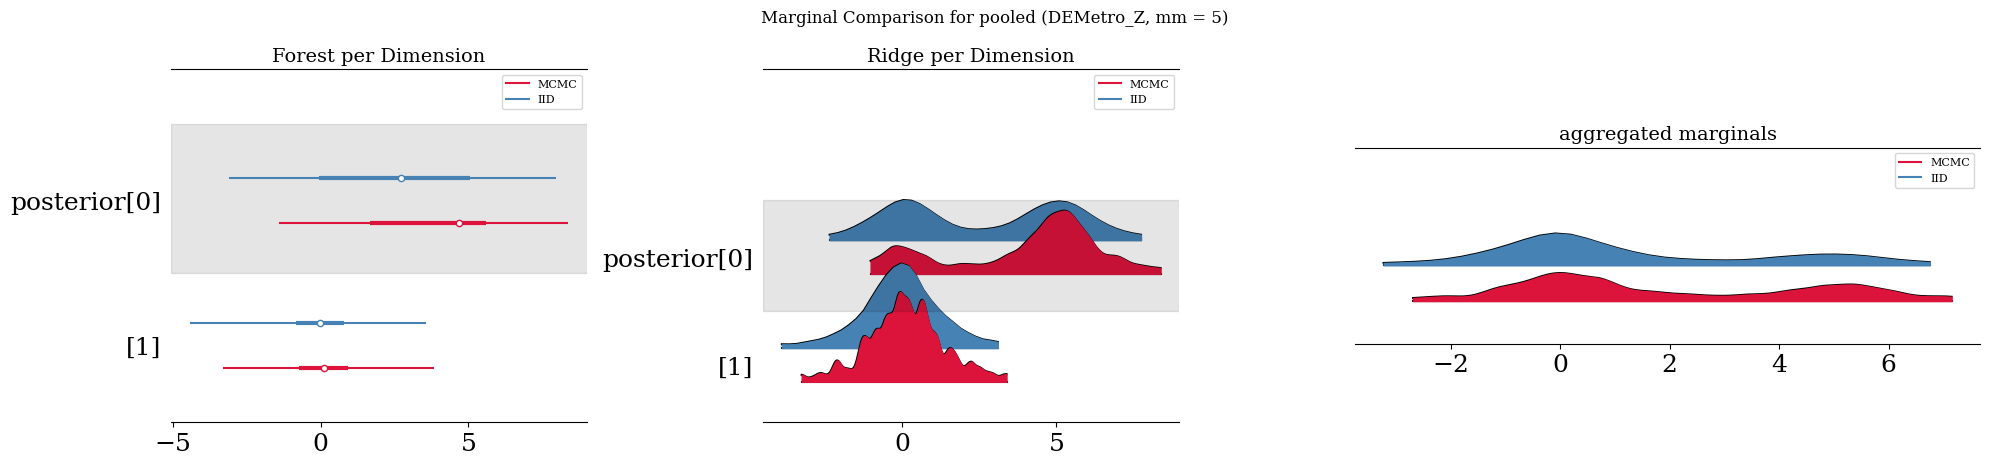 Marginal Comparison for pooled (DEMetro_Z, mm = 5)
Forest per Dimension
MCMC
IID
posterior[0]
[1]
−5 0 5
Ridge per Dimension
MCMC
IID
posterior[0]
[1]
0 5
aggregated marginals
MCMC
IID
−2 0 2 4 6